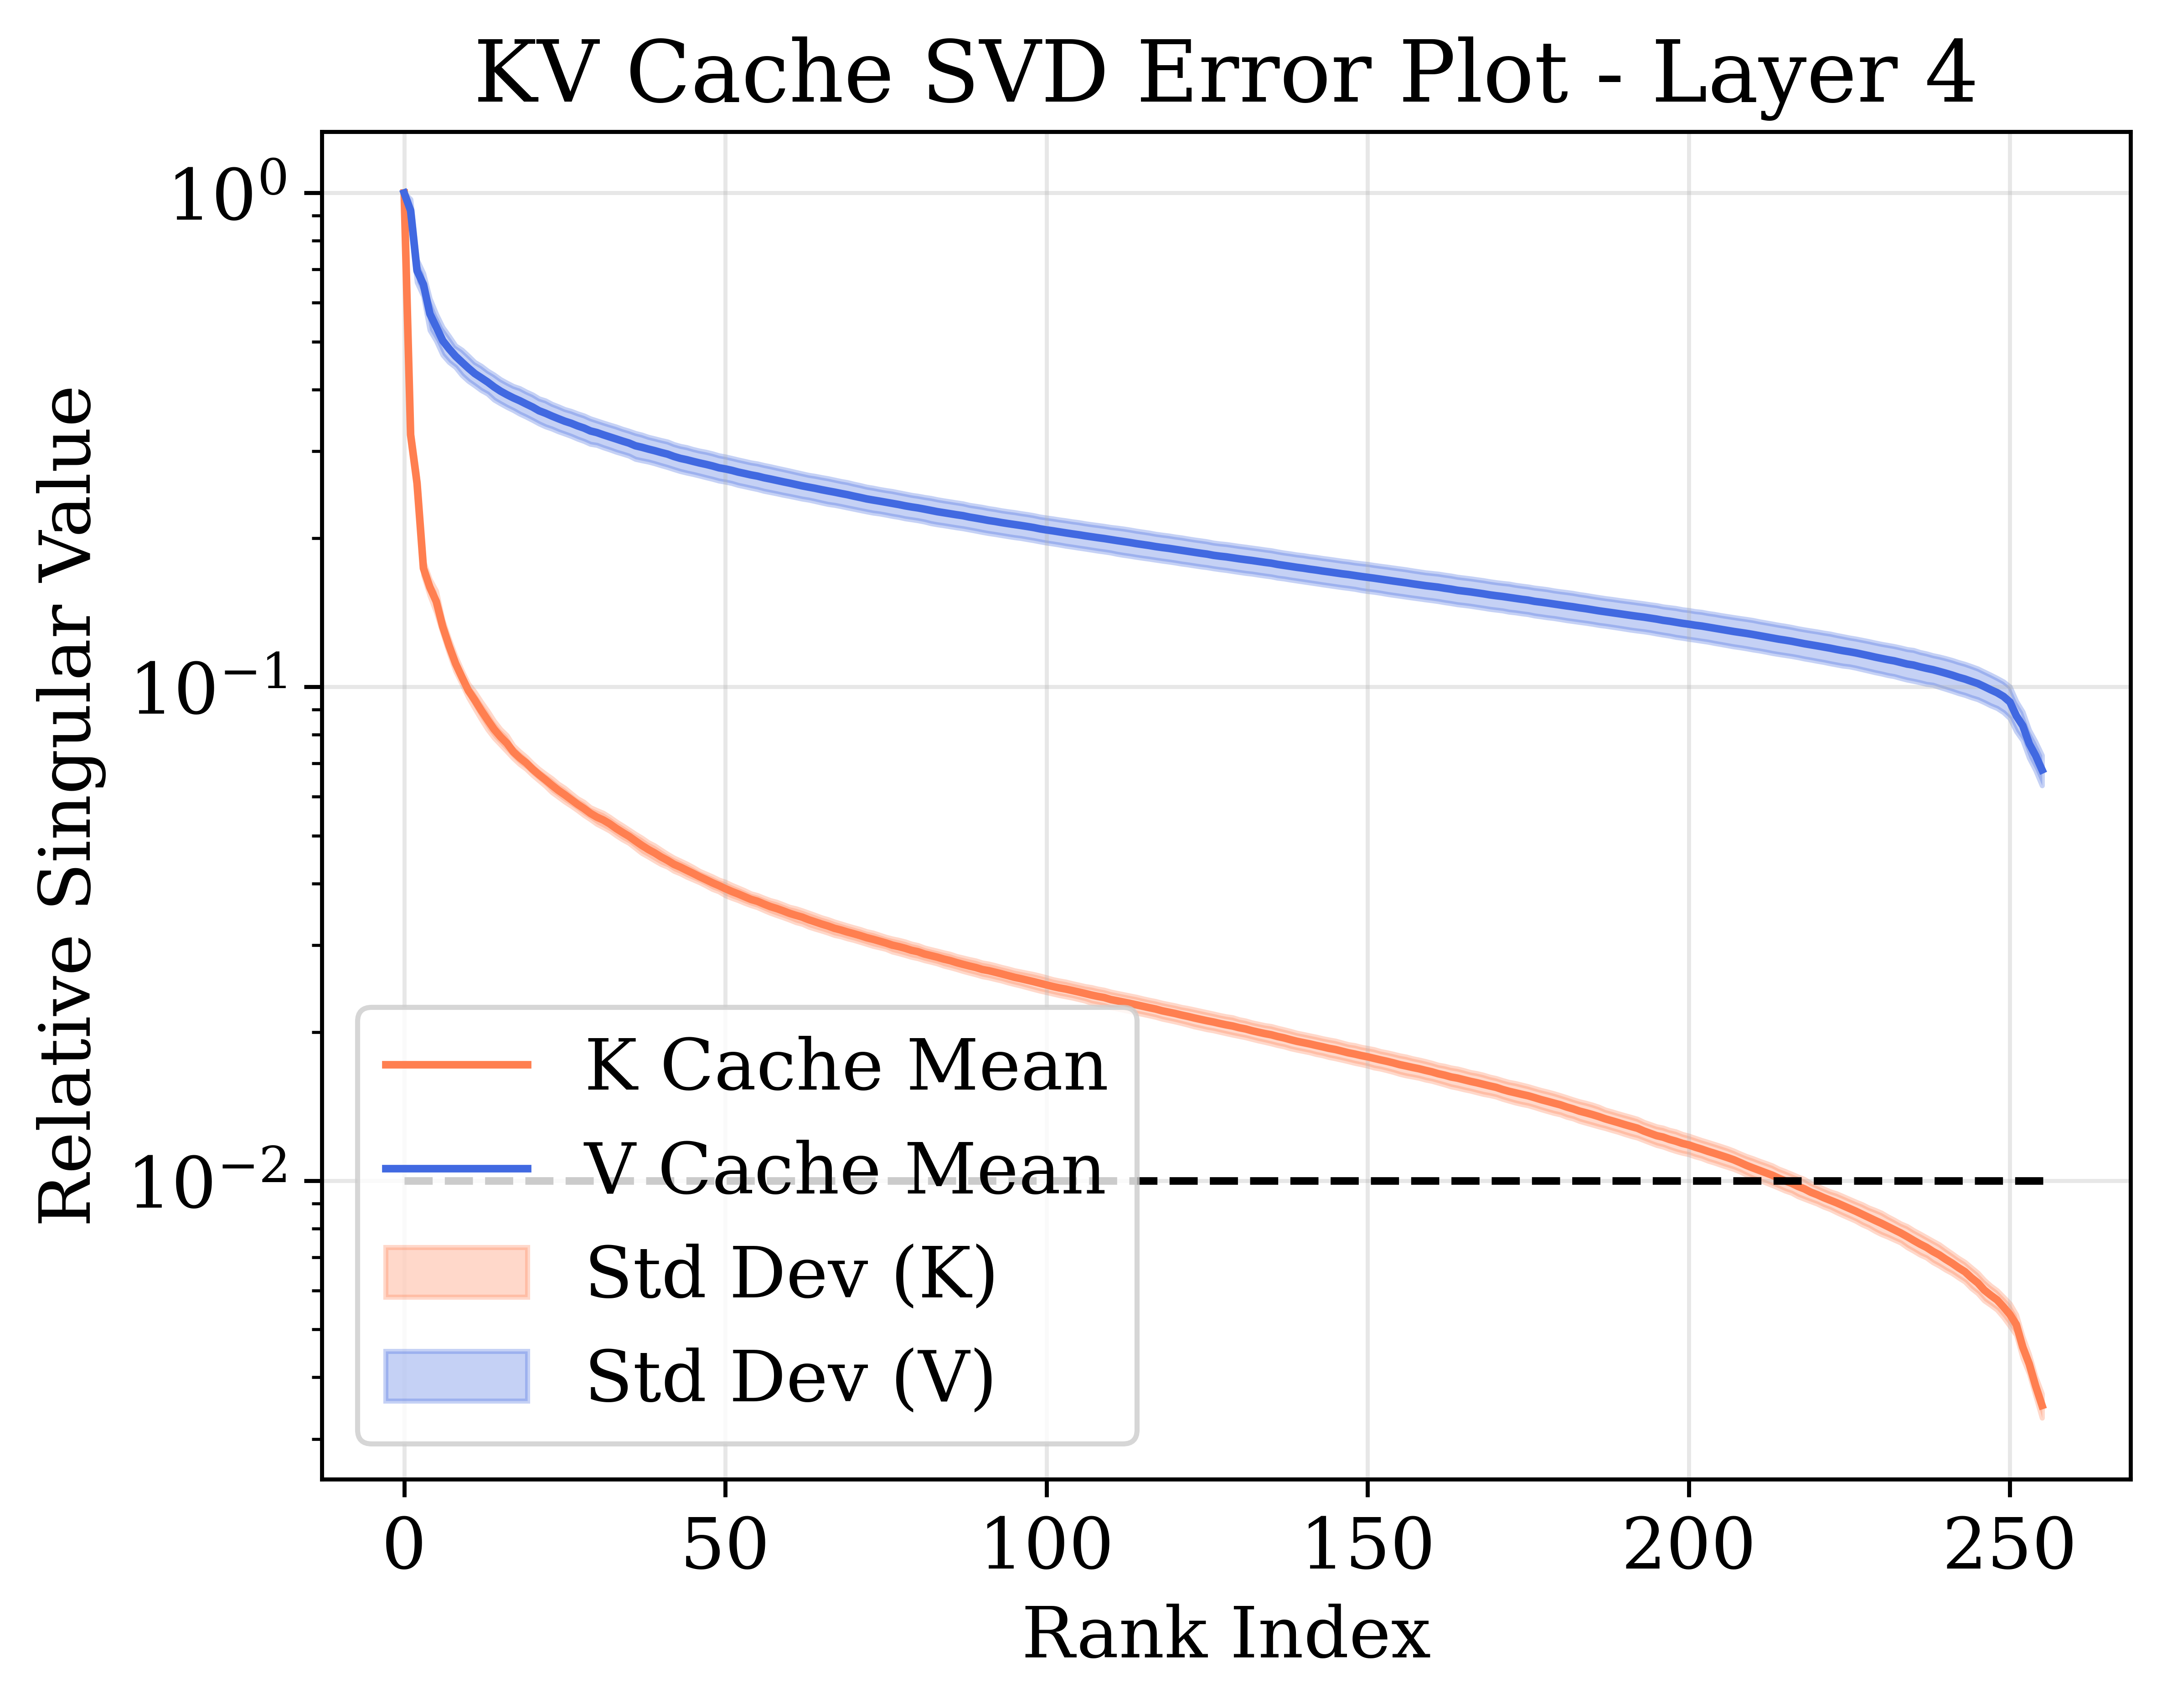 KV Cache SVD Error Plot - Layer 4
Relative Singular Value
10⁰
10⁻¹
10⁻²
K Cache Mean
V Cache Mean
Std Dev (K)
Std Dev (V)
0 50 100 150 200 250
Rank Index